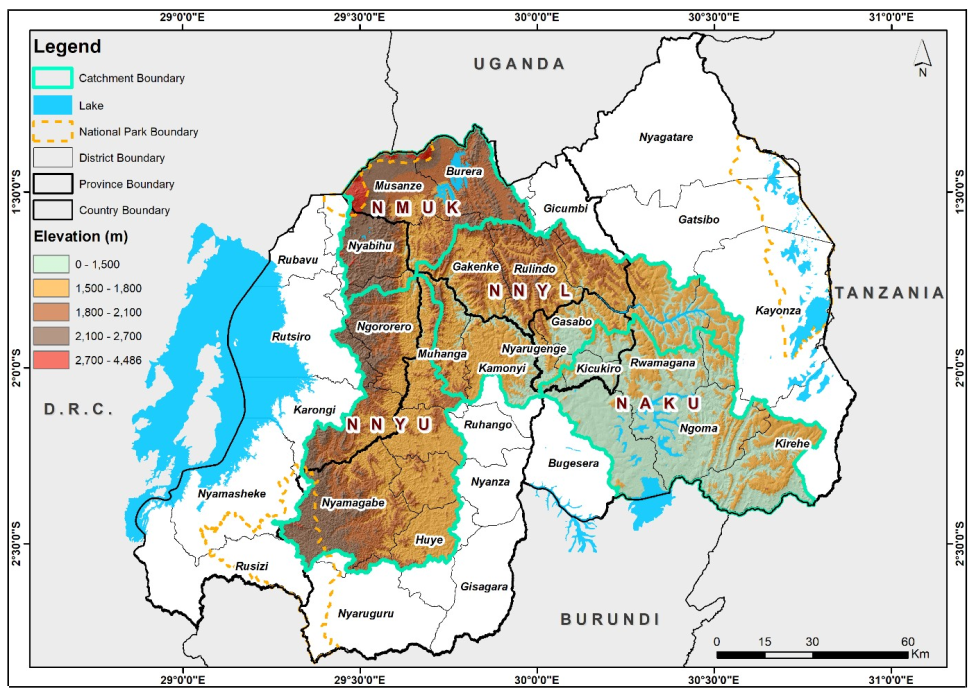 29°0'0"E 29°30'0"E 30°0'0"E 30°30'0"E 31°0'0"E
Legend
Catchment Boundary
Lake
National Park Boundary
District Boundary
Province Boundary
Country Boundary
Elevation (m)
0 - 1,500
1,500 - 1,800
1,800 - 2,100
2,100 - 2,700
2,700 - 4,486
UGANDA
N
Nyagatare
Burera
Musanze
1°30'0"S
1°30'0"S
NMUK
Gicumbi
Gatsibo
Nyabihu
Rubavu
Gakenke
Rulindo
NNYL
TANZANIA
Kayonza
Gasabo
Ngororero
Rutsiro
Nyarugenge
Muhanga
Rwamagana
2°0'0"S
2°0'0"S
Kamonyi
Kicukiro
NAKU
D.R.C.
Karongi
NNYU
Ruhango
Ngoma
Kirehe
Bugesera
Nyanza
Nyamasheke
Nyamagabe
Huye
2°30'0"S
2°30'0"S
Rusizi
Gisagara
Nyaruguru
BURUNDI
0 15 30 60
Km
29°0'0"E 29°30'0"E 30°0'0"E 30°30'0"E 31°0'0"E